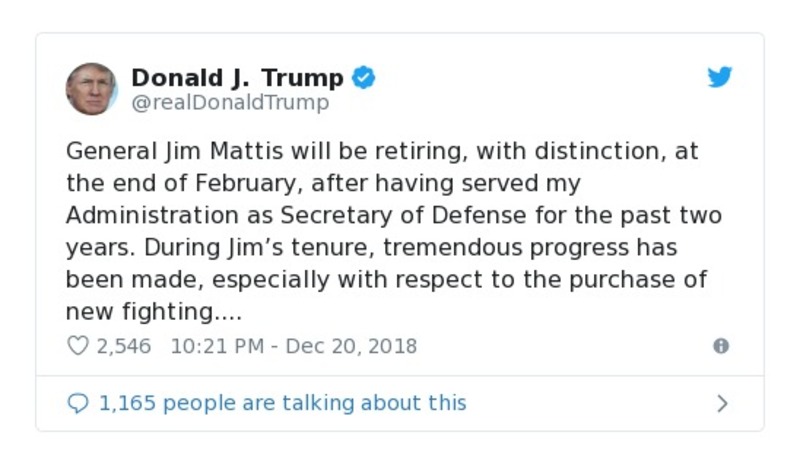 Donald J. Trump
@realDonaldTrump
General Jim Mattis will be retiring, with distinction, at
the end of February, after having served my
Administration as Secretary of Defense for the past two
years. During Jim’s tenure, tremendous progress has
been made, especially with respect to the purchase of
new fighting....
2,546 10:21 PM - Dec 20, 2018
1,165 people are talking about this